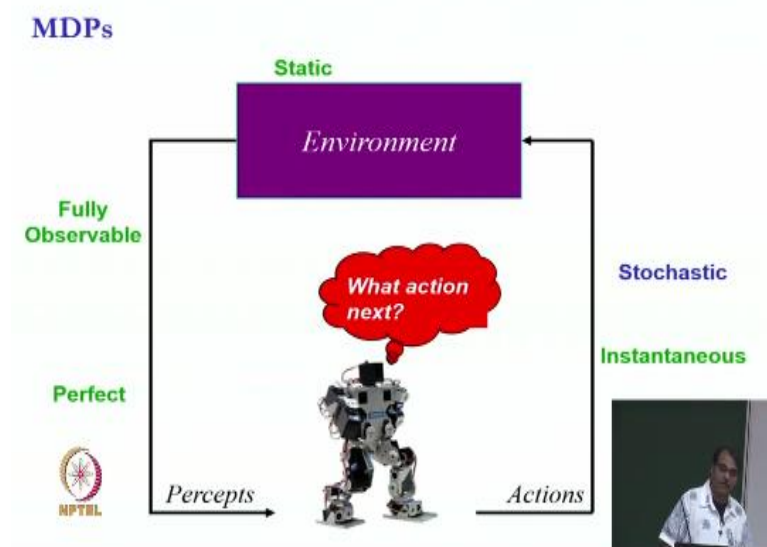 MDPs
Static
Environment
Fully
Observable
What action
next?
Stochastic
Instantaneous
Perfect
Percepts
Actions
NPTEL